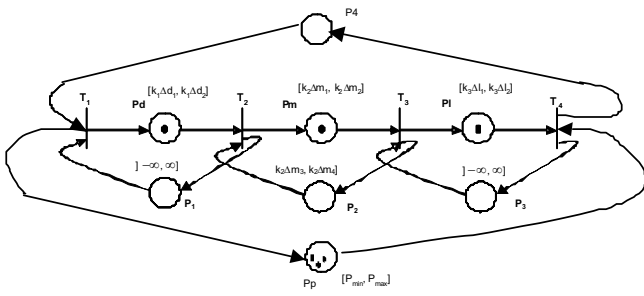 P4
[k₁Δd₁, k₁Δd₂]
[k₂Δm₁, k₂Δm₂]
[k₃Δl₁, k₃Δl₂]
T₁
Pd
T₂
Pm
T₃
Pl
T₄
] −∞, ∞]
k₂Δm₃, k₂Δm₄]
] −∞, ∞]
P₁
P₂
P₃
Pp
[Pmin, Pmax]